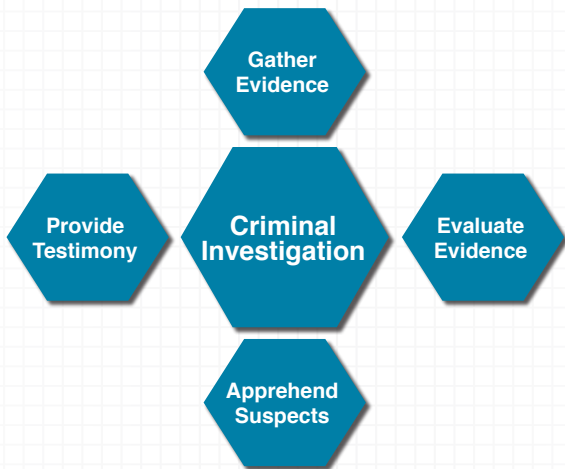 Gather
Evidence
Provide
Testimony
Criminal
Investigation
Evaluate
Evidence
Apprehend
Suspects